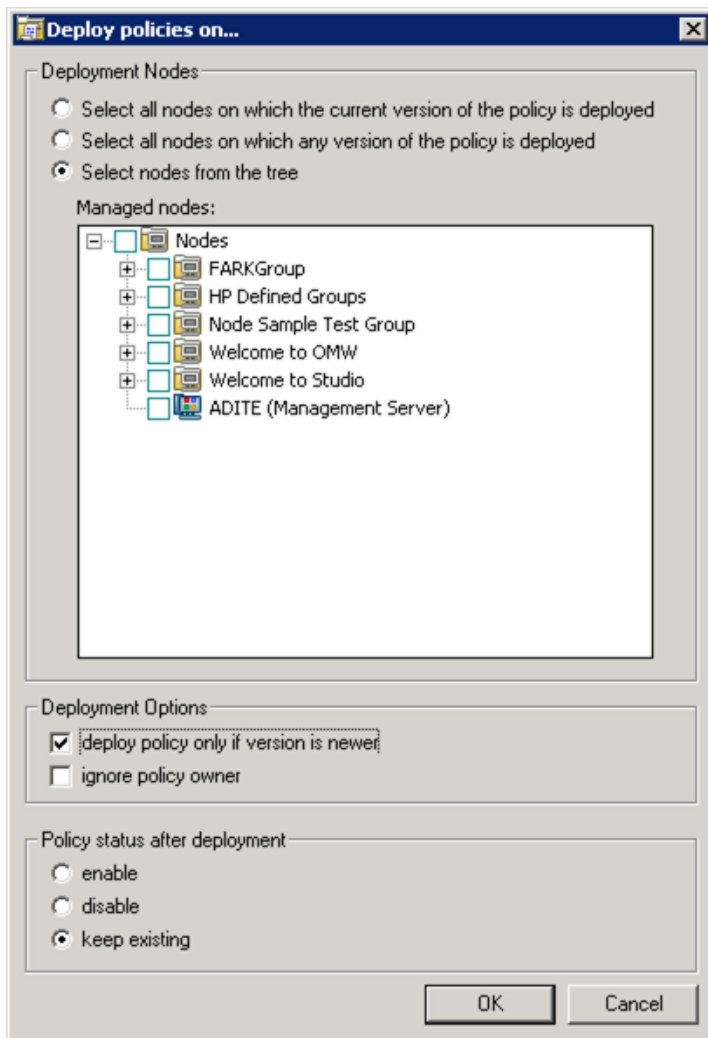 Deploy policies on...
Deployment Nodes
Select all nodes on which the current version of the policy is deployed
Select all nodes on which any version of the policy is deployed
Select nodes from the tree
Managed nodes:
Nodes
FARKGroup
HP Defined Groups
Node Sample Test Group
Welcome to OMW
Welcome to Studio
ADITE (Management Server)
Deployment Options
deploy policy only if version is newer
ignore policy owner
Policy status after deployment
enable
disable
keep existing
OK Cancel